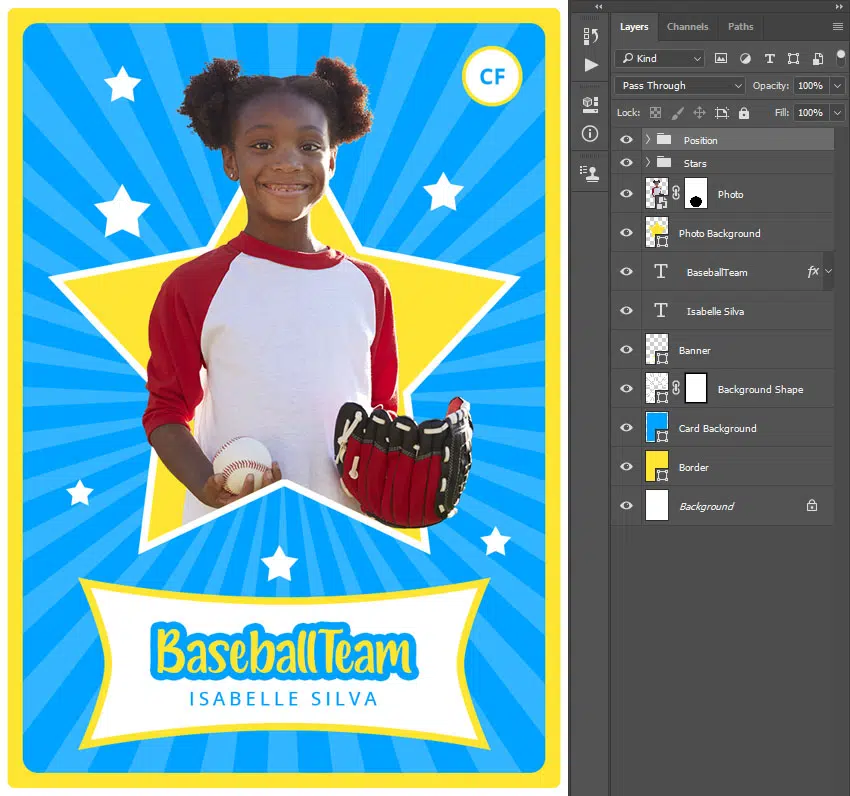 CF
BaseballTeam
ISABELLE SILVA
Layers Channels Paths
Kind
Pass Through Opacity: 100%
Lock: Fill: 100%
Position
Stars
Photo
Photo Background
BaseballTeam fx
Isabelle Silva
Banner
Background Shape
Card Background
Border
Background